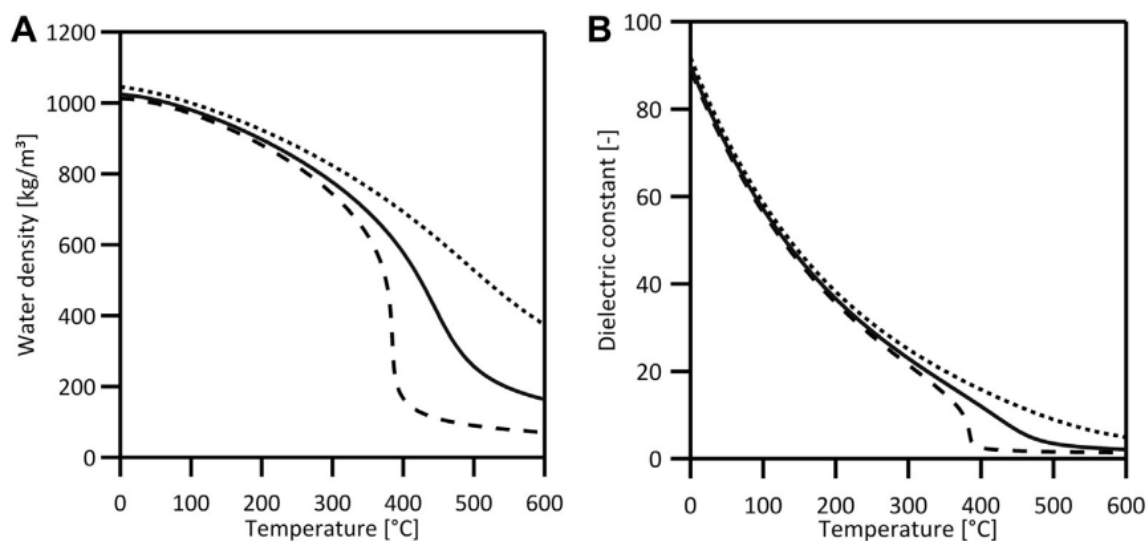 A
1200
1000
800
600
400
200
0
Water density [kg/m³]
0 100 200 300 400 500 600
Temperature [°C]
B
100
80
60
40
20
0
Dielectric constant [-]
0 100 200 300 400 500 600
Temperature [°C]